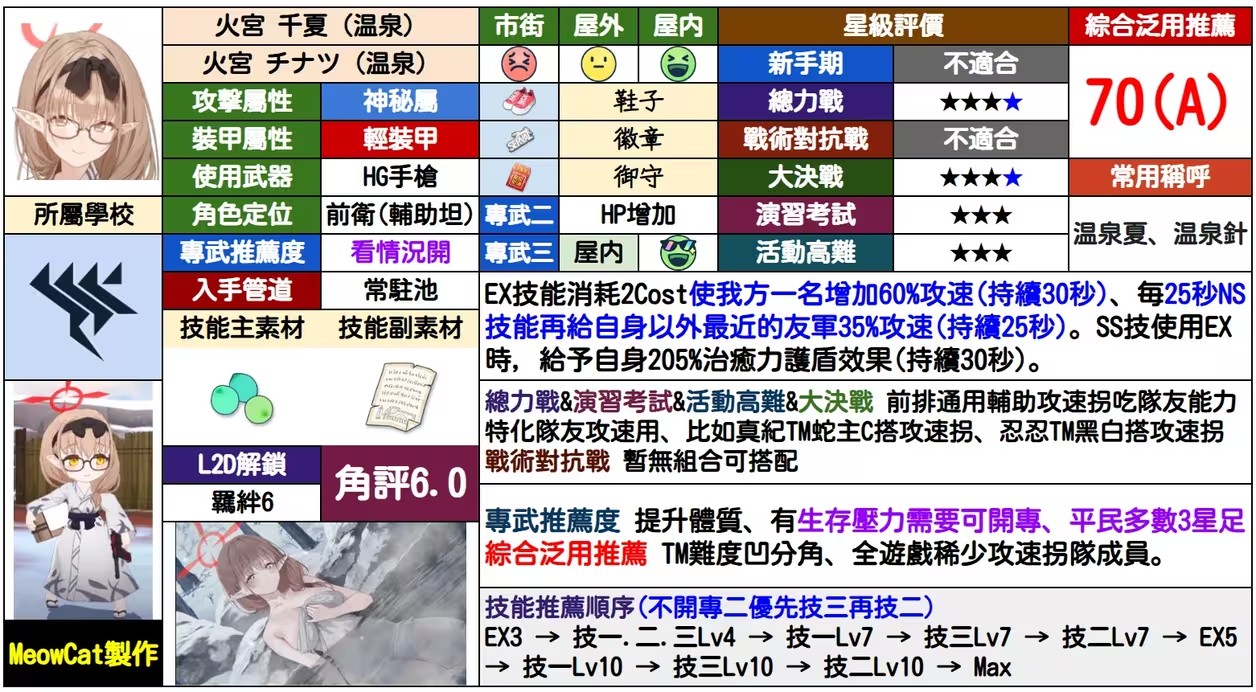 火宮 千夏（温泉）
火宮 チナツ（温泉）
攻擊屬性 神秘屬
裝甲屬性 輕裝甲
使用武器 HG手槍
所屬學校
角色定位 前衛(輔助坦)
專武推薦度 看情況開
入手管道 常駐池
技能主素材 技能副素材
L2D解鎖
羈絆6
角評6.0
MeowCat製作
市街 屋外 屋内
鞋子
徽章
御守
專武二 HP增加
專武三 屋内
星級評價
新手期 不適合
總力戰 ★★★★
戰術對抗戰 不適合
大決戰 ★★★★
演習考試 ★★★
活動高難 ★★★
綜合泛用推薦
70(A)
常用稱呼
温泉夏、温泉針
EX技能消耗2Cost使我方一名增加60%攻速(持續30秒)、每25秒NS
技能再給自身以外最近的友軍35%攻速(持續25秒)。SS技使用EX
時，給予自身205%治癒力護盾效果(持續30秒)。
總力戰&演習考試&活動高難&大決戰 前排通用輔助攻速拐吃隊友能力
特化隊友攻速用、比如真紀TM蛇主C搭攻速拐、忍忍TM黑白搭攻速拐
戰術對抗戰 暫無組合可搭配
專武推薦度 提升體質、有生存壓力需要可開專、平民多數3星足
綜合泛用推薦 TM難度凹分角、全遊戲稀少攻速拐隊成員。
技能推薦順序(不開專二優先技三再技二)
EX3 → 技一.二.三Lv4 → 技一Lv7 → 技三Lv7 → 技二Lv7 → EX5
→ 技一Lv10 → 技三Lv10 → 技二Lv10 → Max